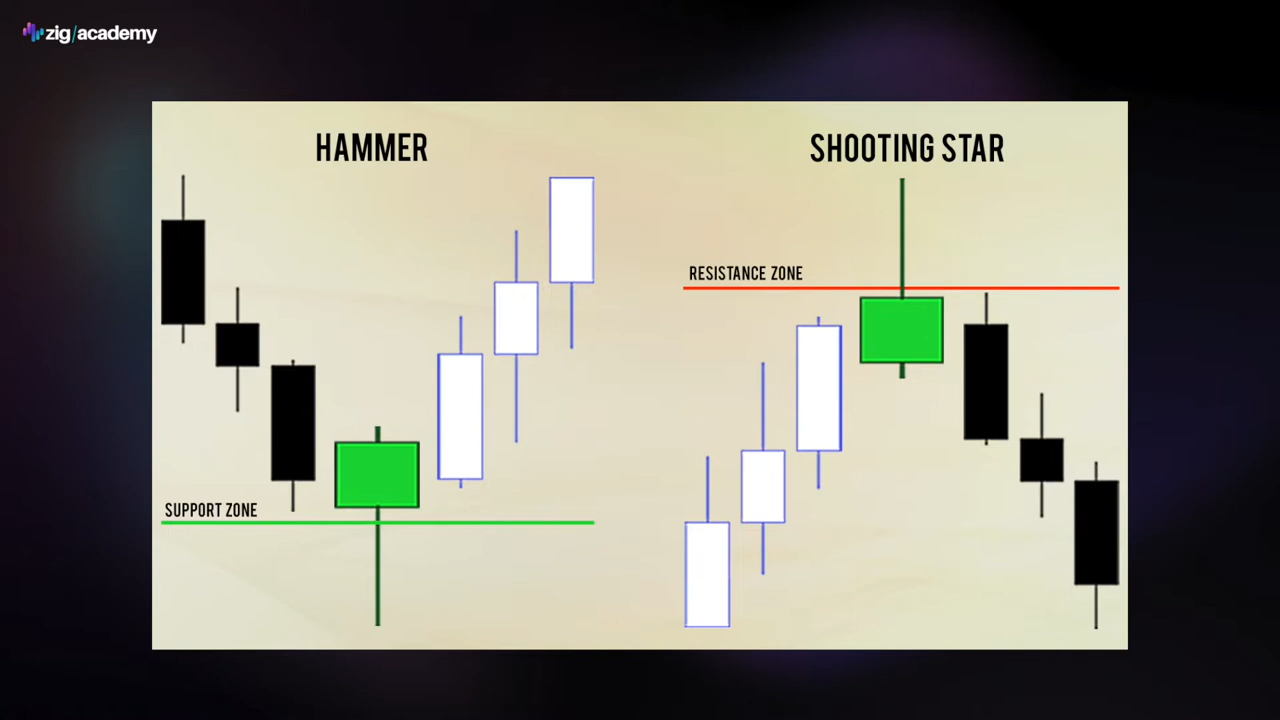 zig/academy
HAMMER
SHOOTING STAR
RESISTANCE ZONE
SUPPORT ZONE